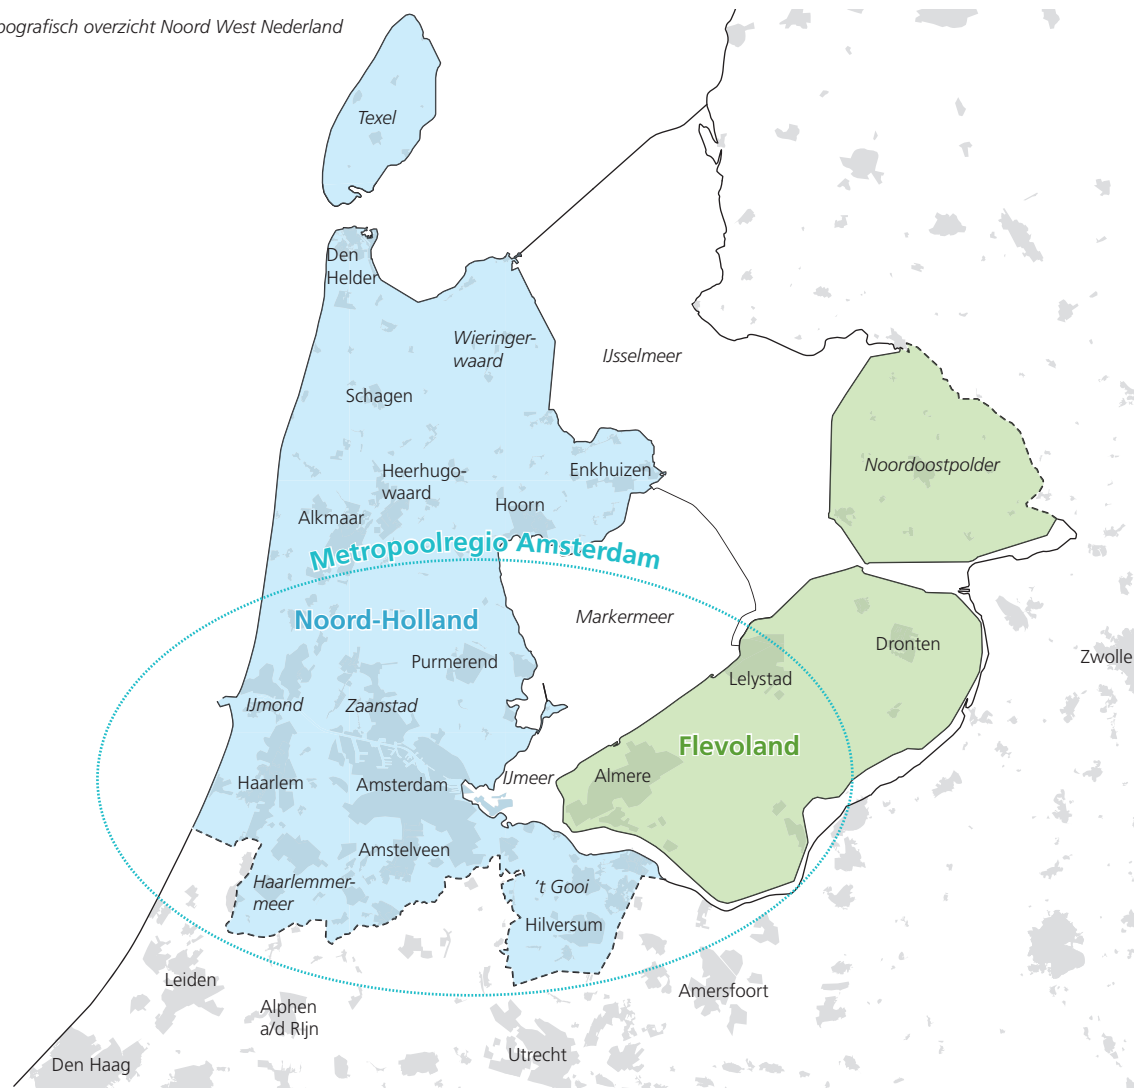 pografisch overzicht Noord West Nederland
Texel
Den
Helder
Wieringer-
waard
IJsselmeer
Schagen
Heerhugo-
waard
Enkhuizen
Noordoostpolder
Hoorn
Alkmaar
Metropoolregio Amsterdam
Noord-Holland
Markermeer
Dronten
Purmerend
Zwolle
Lelystad
IJmond
Zaanstad
Flevoland
Haarlem
Amsterdam
IJmeer
Almere
Amstelveen
Haarlemmer-
meer
‘t Gooi
Hilversum
Leiden
Amersfoort
Alphen
a/d RIjn
Utrecht
Den Haag